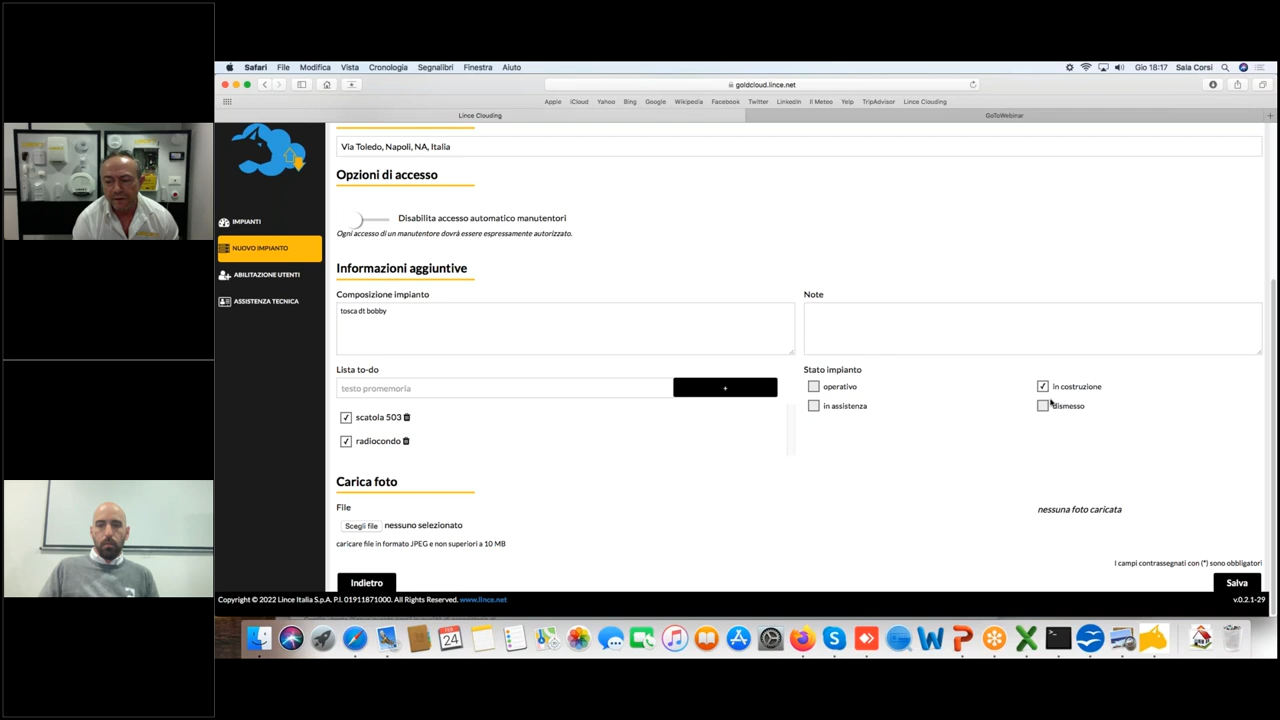 Safari File Modifica Vista Cronologia Segnalibri Finestra Aiuto
Gio 18:17 Sala Corsi
goldcloud.lince.net
Apple iCloud Yahoo Bing Google Wikipedia Facebook Twitter LinkedIn Il Meteo Yelp TripAdvisor Lince Clouding
Lince Clouding GoToWebinar
Via Toledo, Napoli, NA, Italia
Opzioni di accesso
Disabilita accesso automatico manutentori
Ogni accesso di un manutentore dovrà essere espressamente autorizzato.
IMPIANTI
NUOVO IMPIANTO
ABILITAZIONE UTENTI
ASSISTENZA TECNICA
Informazioni aggiuntive
Composizione impianto
tosca dt bobby
Note
Lista to-do
testo promemoria +
scatola 503
radiocondo
Stato impianto
operativo in costruzione
in assistenza dismesso
Carica foto
File
Scegli file nessuno selezionato
caricare file in formato JPEG e non superiori a 10 MB
nessuna foto caricata
I campi contrassegnati con (*) sono obbligatori
Indietro Salva
Copyright © 2022 Lince Italia S.p.A. P.I. 01911871000. All Rights Reserved. www.lince.net v.0.2.1-29
FEB
24